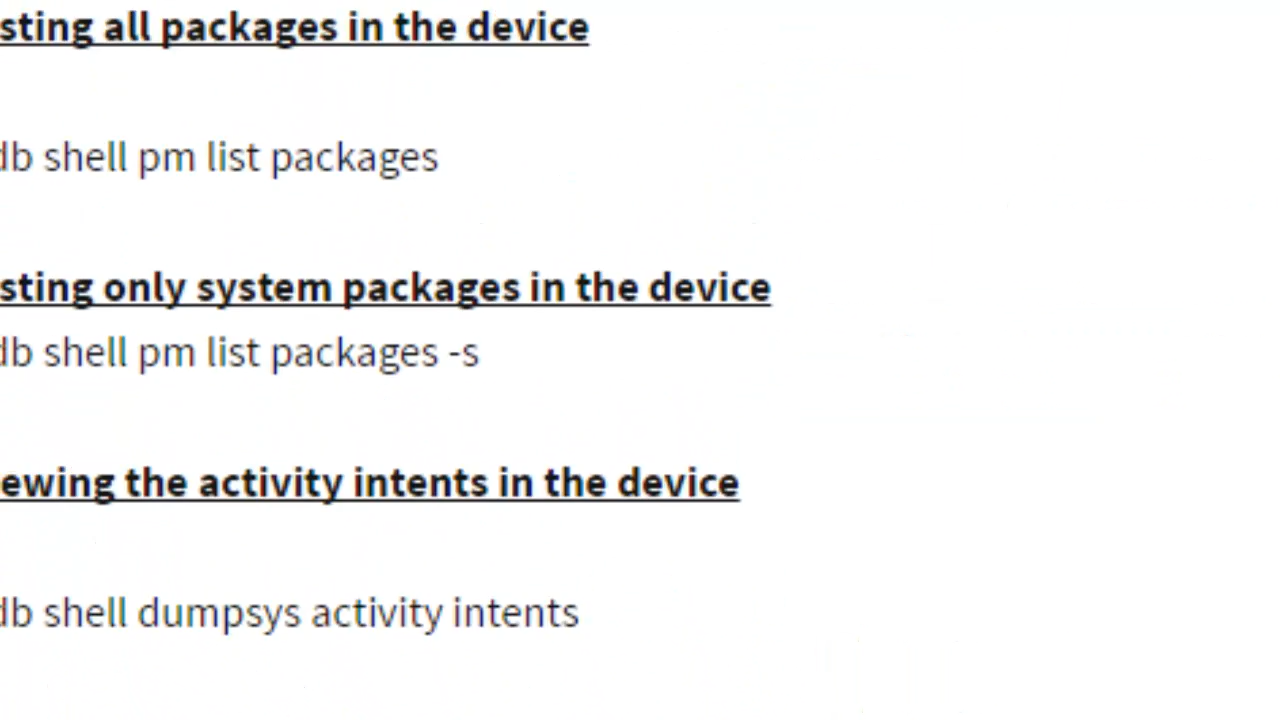 sting all packages in the device
db shell pm list packages
sting only system packages in the device
db shell pm list packages -s
ewing the activity intents in the device
db shell dumpsys activity intents